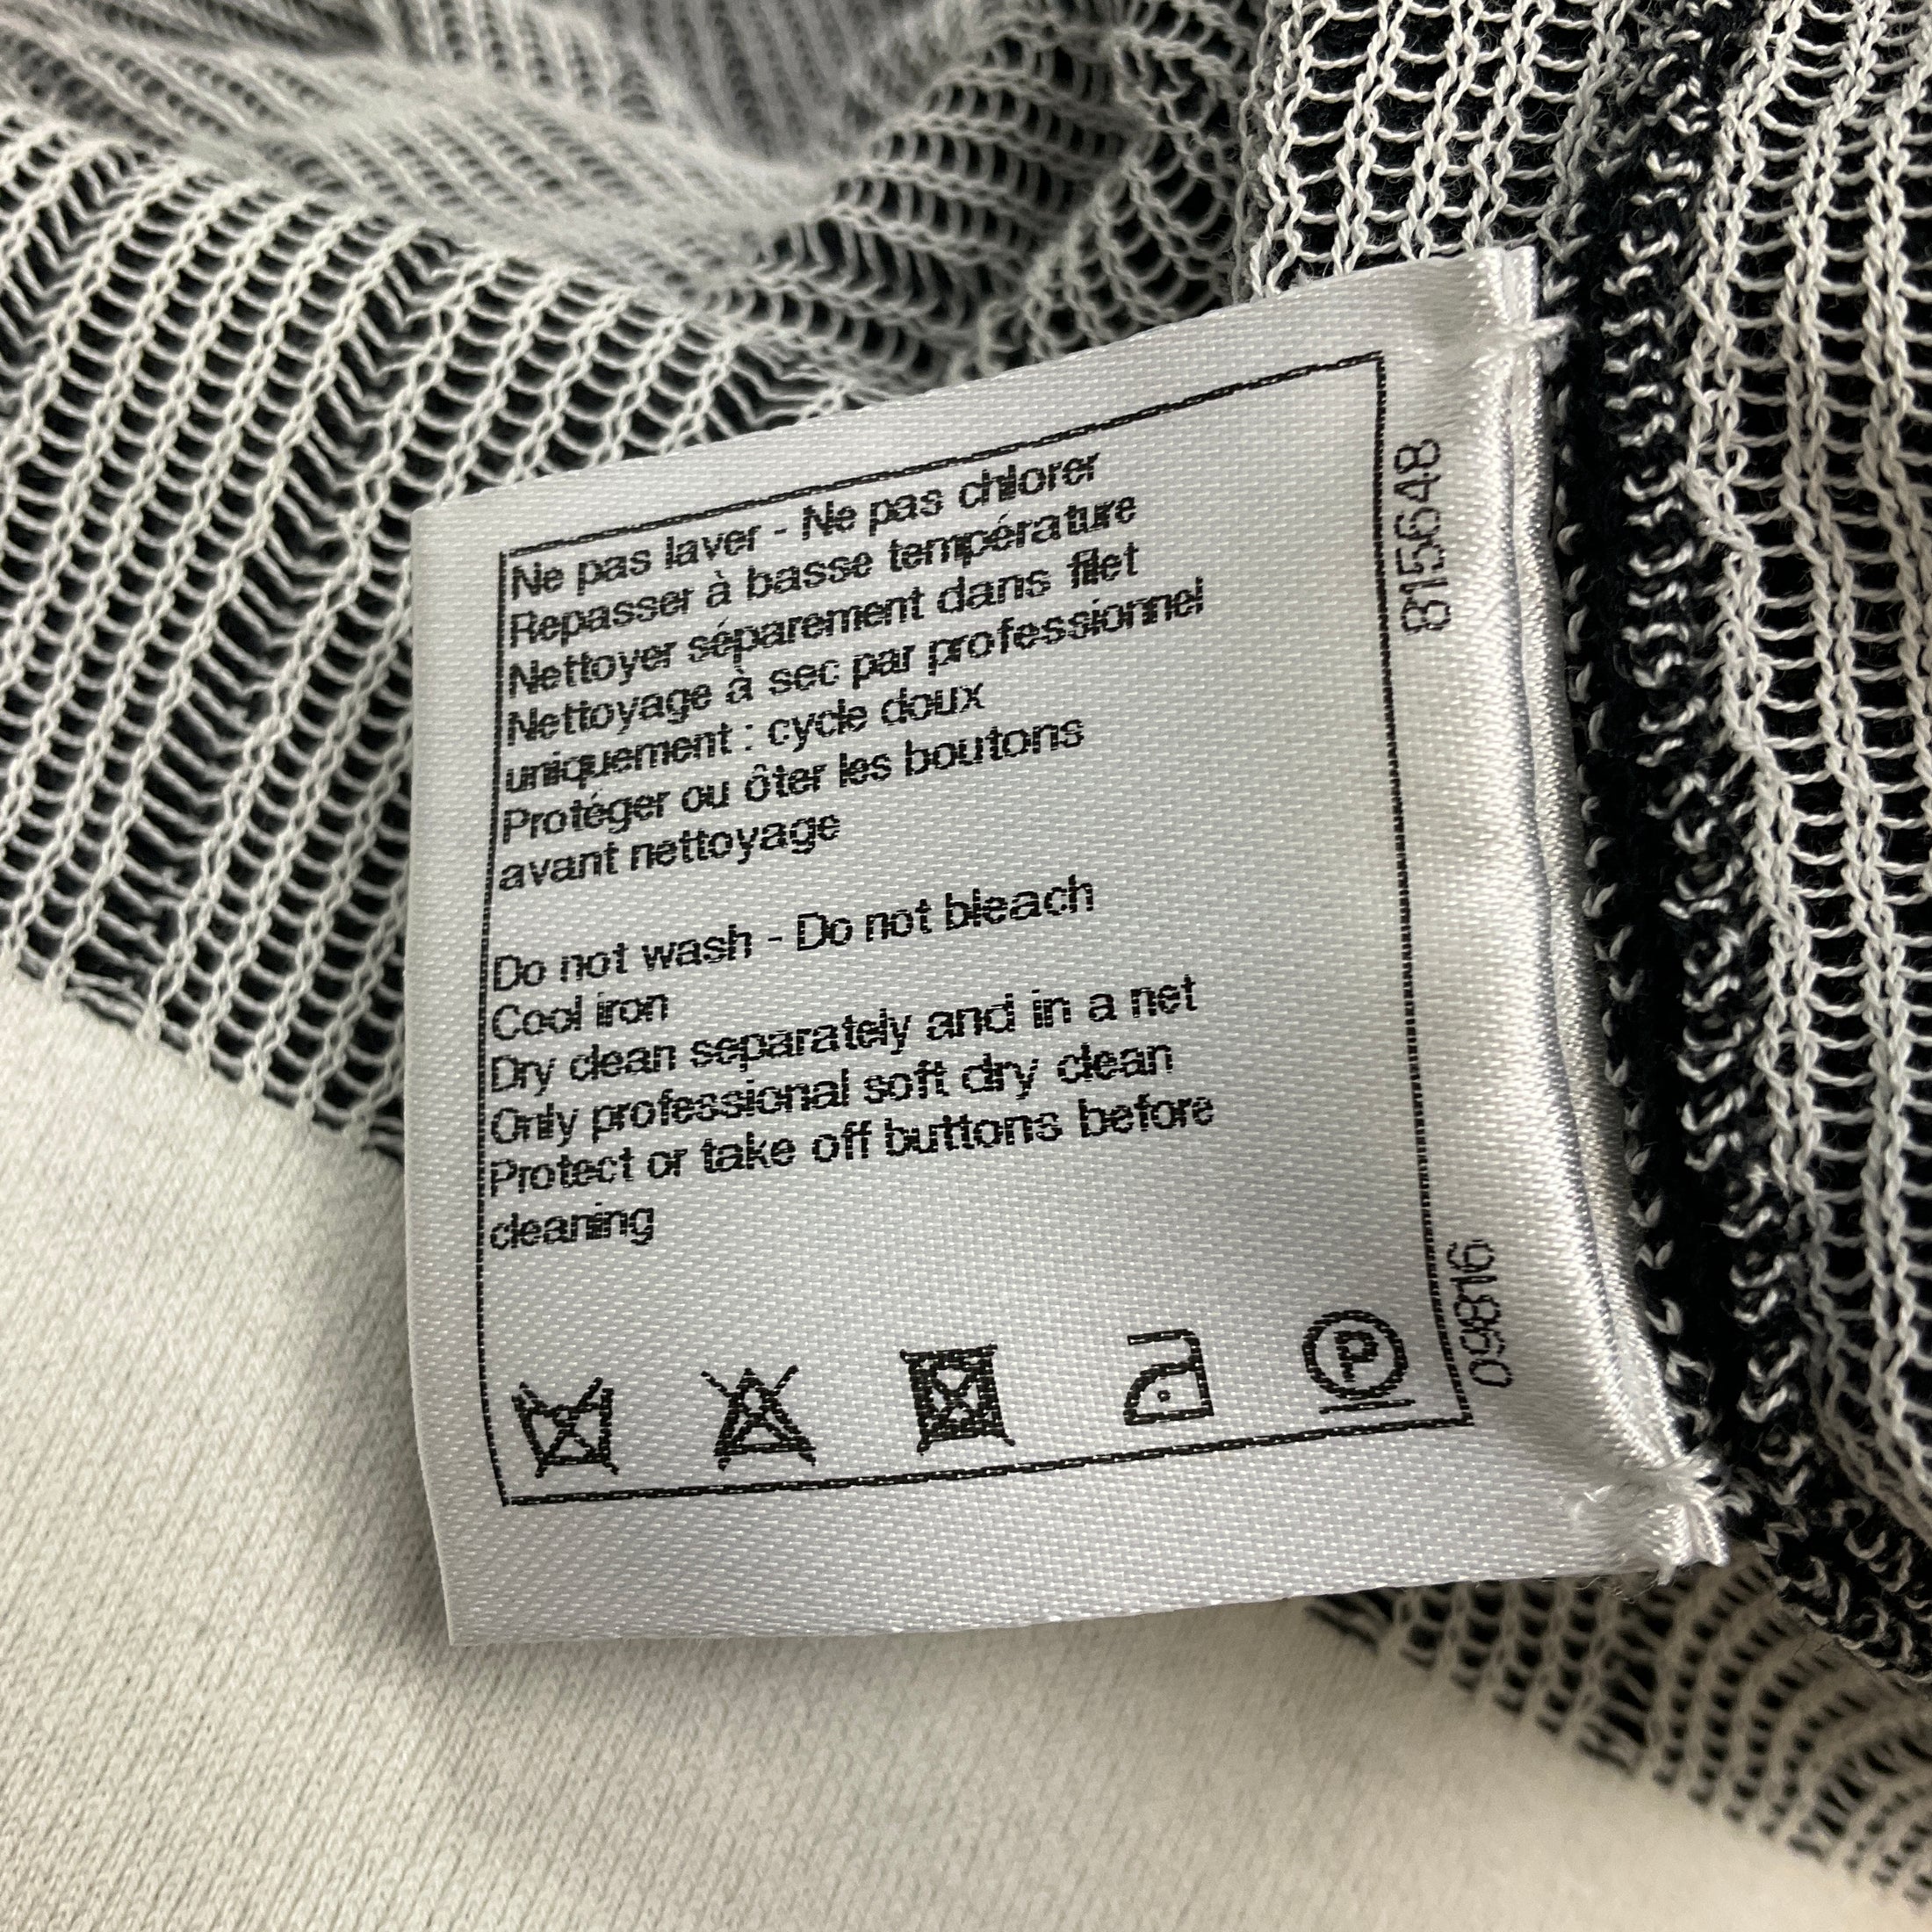 Ne pas laver - Ne pas chlorer
Repasser à basse température
Nettoyer séparement dans filet
Nettoyage à sec par professionnel
uniquement : cycle doux
Protéger ou ôter les boutons
avant nettoyage
Do not wash - Do not bleach
Cool iron
Dry clean separately and in a net
Only professional soft dry clean
Protect or take off buttons before
cleaning
P
815648
09816